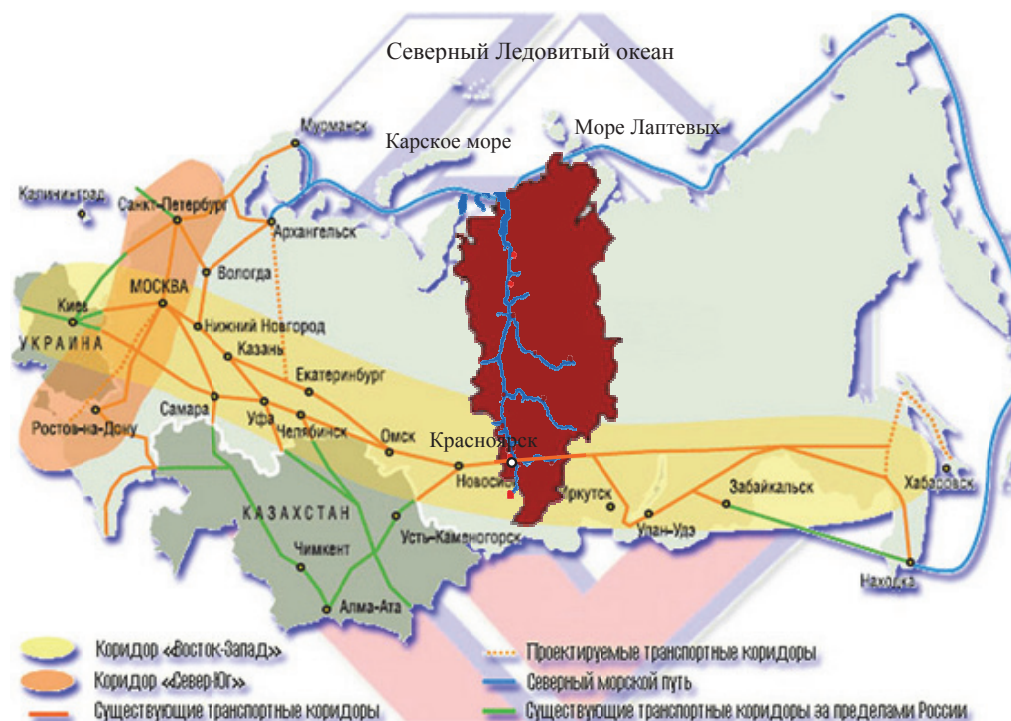 Северный Ледовитый океан
Море Лаптевых
Мурманск
Карское море
Калининград
Санкт-Петербург
Архангельск
Вологда
МОСКВА
Киев
УКРАИНА
Нижний Новгород
Казань
Екатеринбург
Самара
Уфа
Челябинск
Ростов-на-Дону
Омск
Красноярск
Новосиб
Иркутск
Забайкальск
Хабаровск
Улан-Удэ
КАЗАХСТАН
Усть-Каменогорск
Чимкент
Находка
Алма-Ата
Коридор «Восток-Запад»
Коридор «Север-Юг»
Существующие транспортные коридоры
Проектируемые транспортные коридоры
Северный морской путь
Существующие транспортные коридоры за пределами России